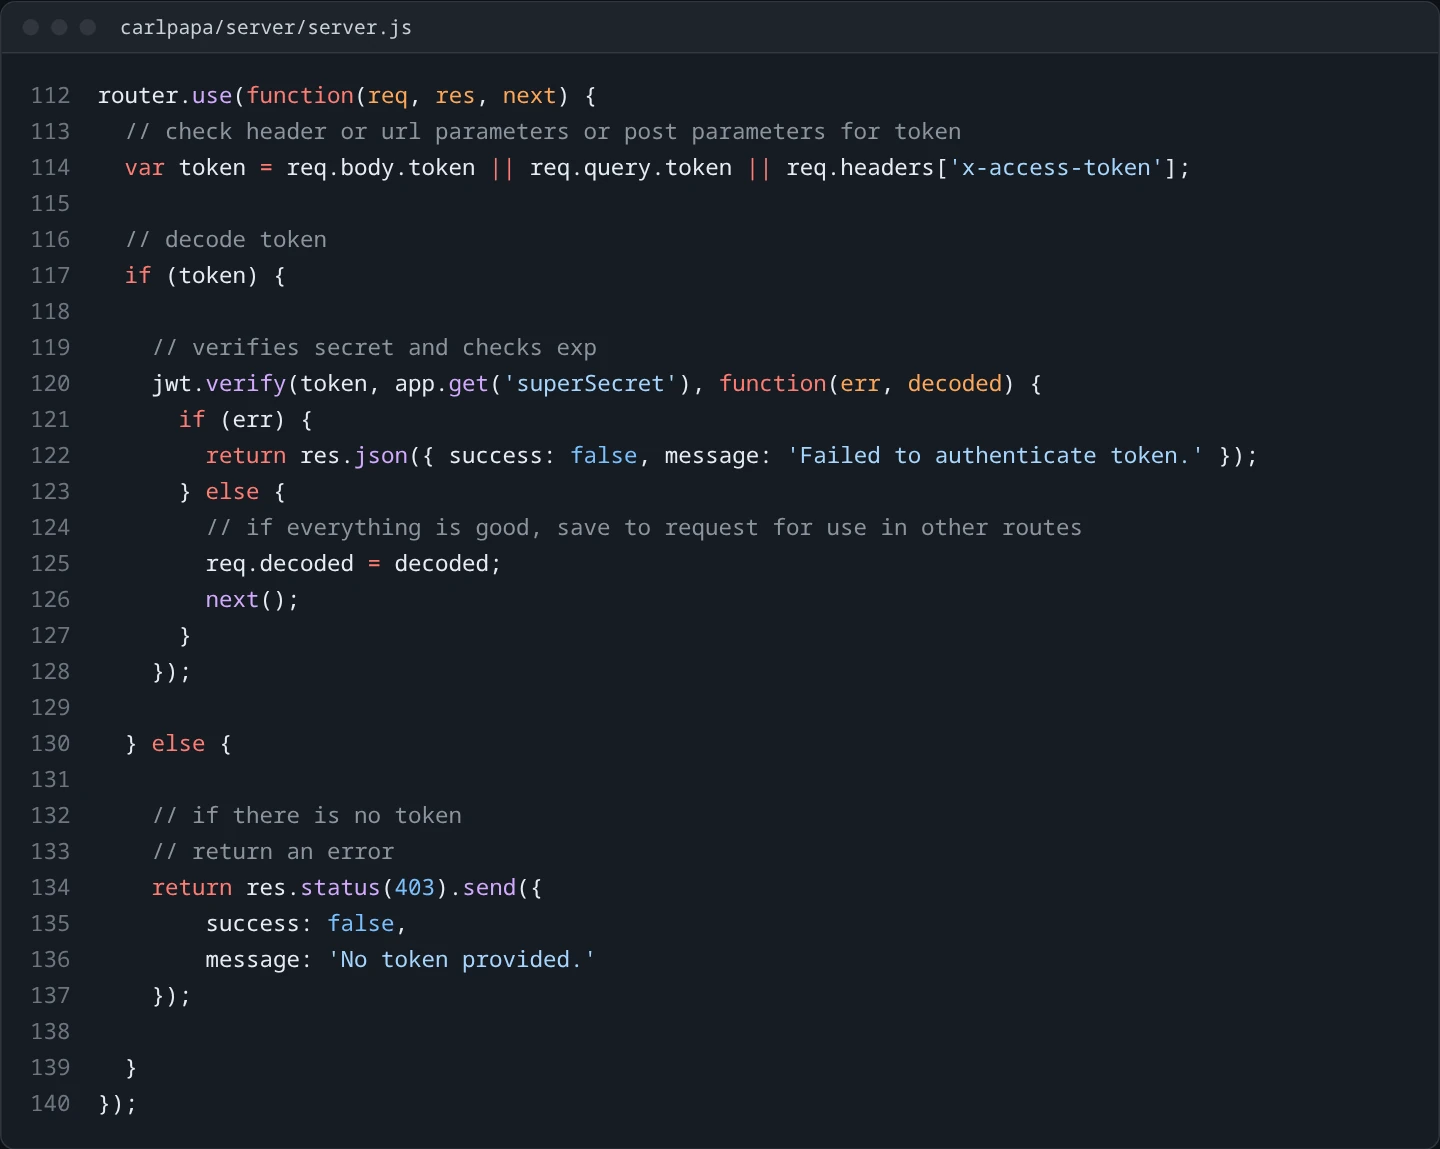 carlpapa/server/server.js
112 router.use(function(req, res, next) {
113   // check header or url parameters or post parameters for token
114   var token = req.body.token || req.query.token || req.headers['x-access-token'];
115
116   // decode token
117   if (token) {
118
119     // verifies secret and checks exp
120     jwt.verify(token, app.get('superSecret'), function(err, decoded) {
121       if (err) {
122         return res.json({ success: false, message: 'Failed to authenticate token.' });
123       } else {
124         // if everything is good, save to request for use in other routes
125         req.decoded = decoded;
126         next();
127       }
128     });
129
130   } else {
131
132     // if there is no token
133     // return an error
134     return res.status(403).send({
135         success: false,
136         message: 'No token provided.'
137     });
138
139   }
140 });